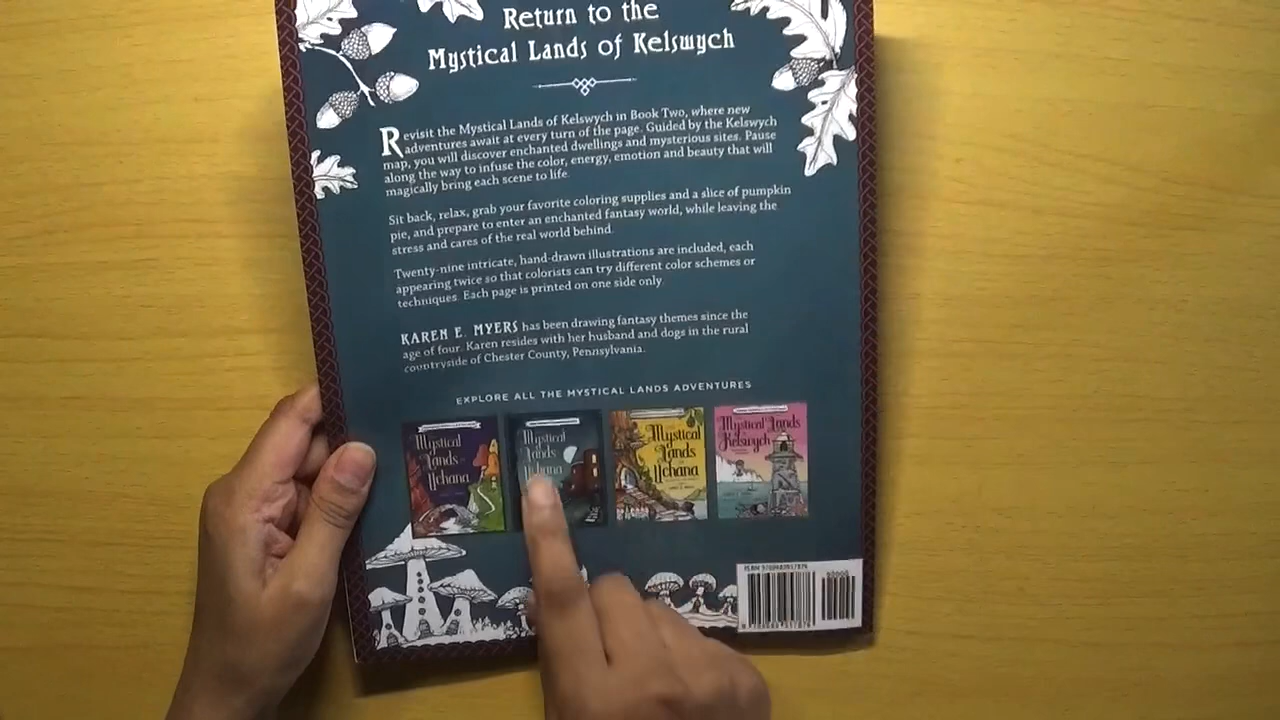 Return to the
Mystical Lands of Kelswych
Revisit the Mystical Lands of Kelswych in Book Two, where new
adventures await at every turn of the page. Guided by the Kelswych
map, you will discover enchanted dwellings and mysterious sites. Pause
along the way to infuse the color, energy, emotion and beauty that will
magically bring each scene to life.
Sit back, relax, grab your favorite coloring supplies and a slice of pumpkin
pie, and prepare to enter an enchanted fantasy world, while leaving the
stress and cares of the real world behind.
Twenty-nine intricate, hand-drawn illustrations are included, each
appearing twice so that colorists can try different color schemes or
techniques. Each page is printed on one side only.
KAREN E. MYERS has been drawing fantasy themes since the
age of four. Karen resides with her husband and dogs in the rural
countryside of Chester County, Pennsylvania.
EXPLORE ALL THE MYSTICAL LANDS ADVENTURES
Mystical
Lands
Uchana
Mystical
Lands
Uchana
Mystical
Lands
Uchana
Mystical Lands
Kelswych
ISBN